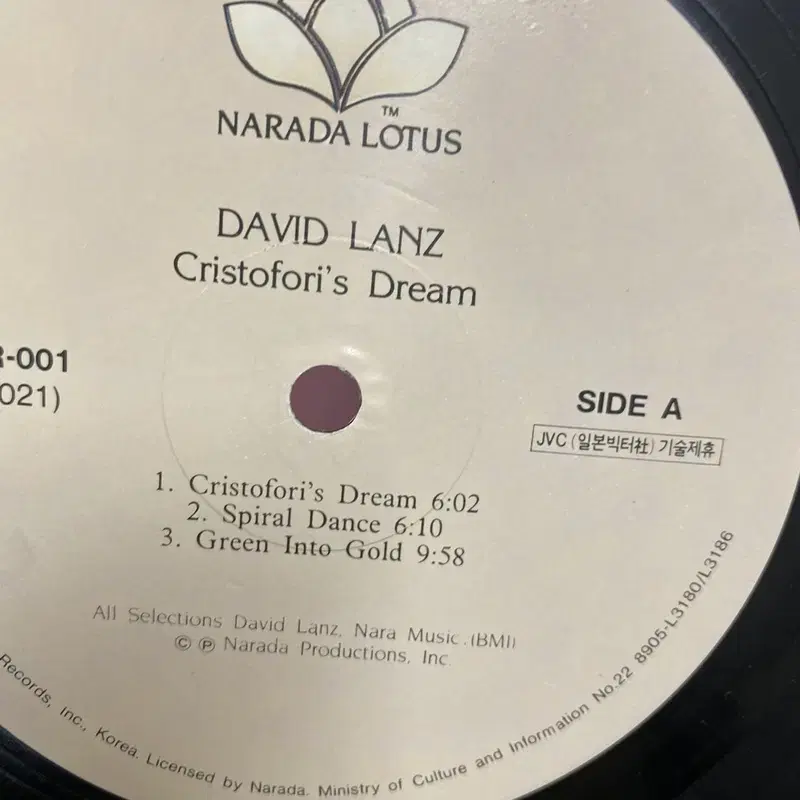 TM
NARADA LOTUS
DAVID LANZ
Cristofori's Dream
-001
021)
SIDE A
JVC (일본빅터社) 기술제휴
1. Cristofori's Dream 6:02
2. Spiral Dance 6:10
3. Green Into Gold 9:58
All Selections David Lanz, Nara Music.(BMI)
© ℗ Narada Productions, Inc.
Records, Inc., Korea. Licensed by Narada. Ministry of Culture and Information No.22 8905-L3180/L3186